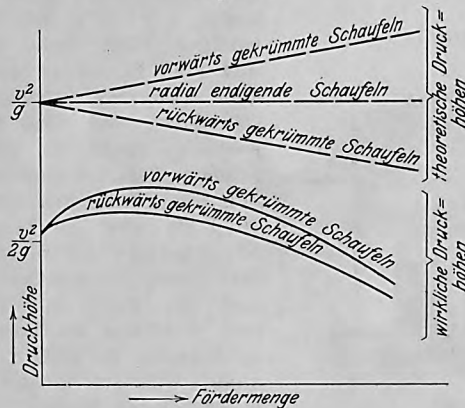 vorwärts gekrümmte Schaufeln
radial endigende Schaufeln
rückwärts gekrümmte Schaufeln
theoretische Druck=
höhen
v²
g
vorwärts gekrümmte Schaufeln
rückwärts gekrümmte Schaufeln
wirkliche Druck=
höhen
v²
2g
Druckhöhe
Fördermenge